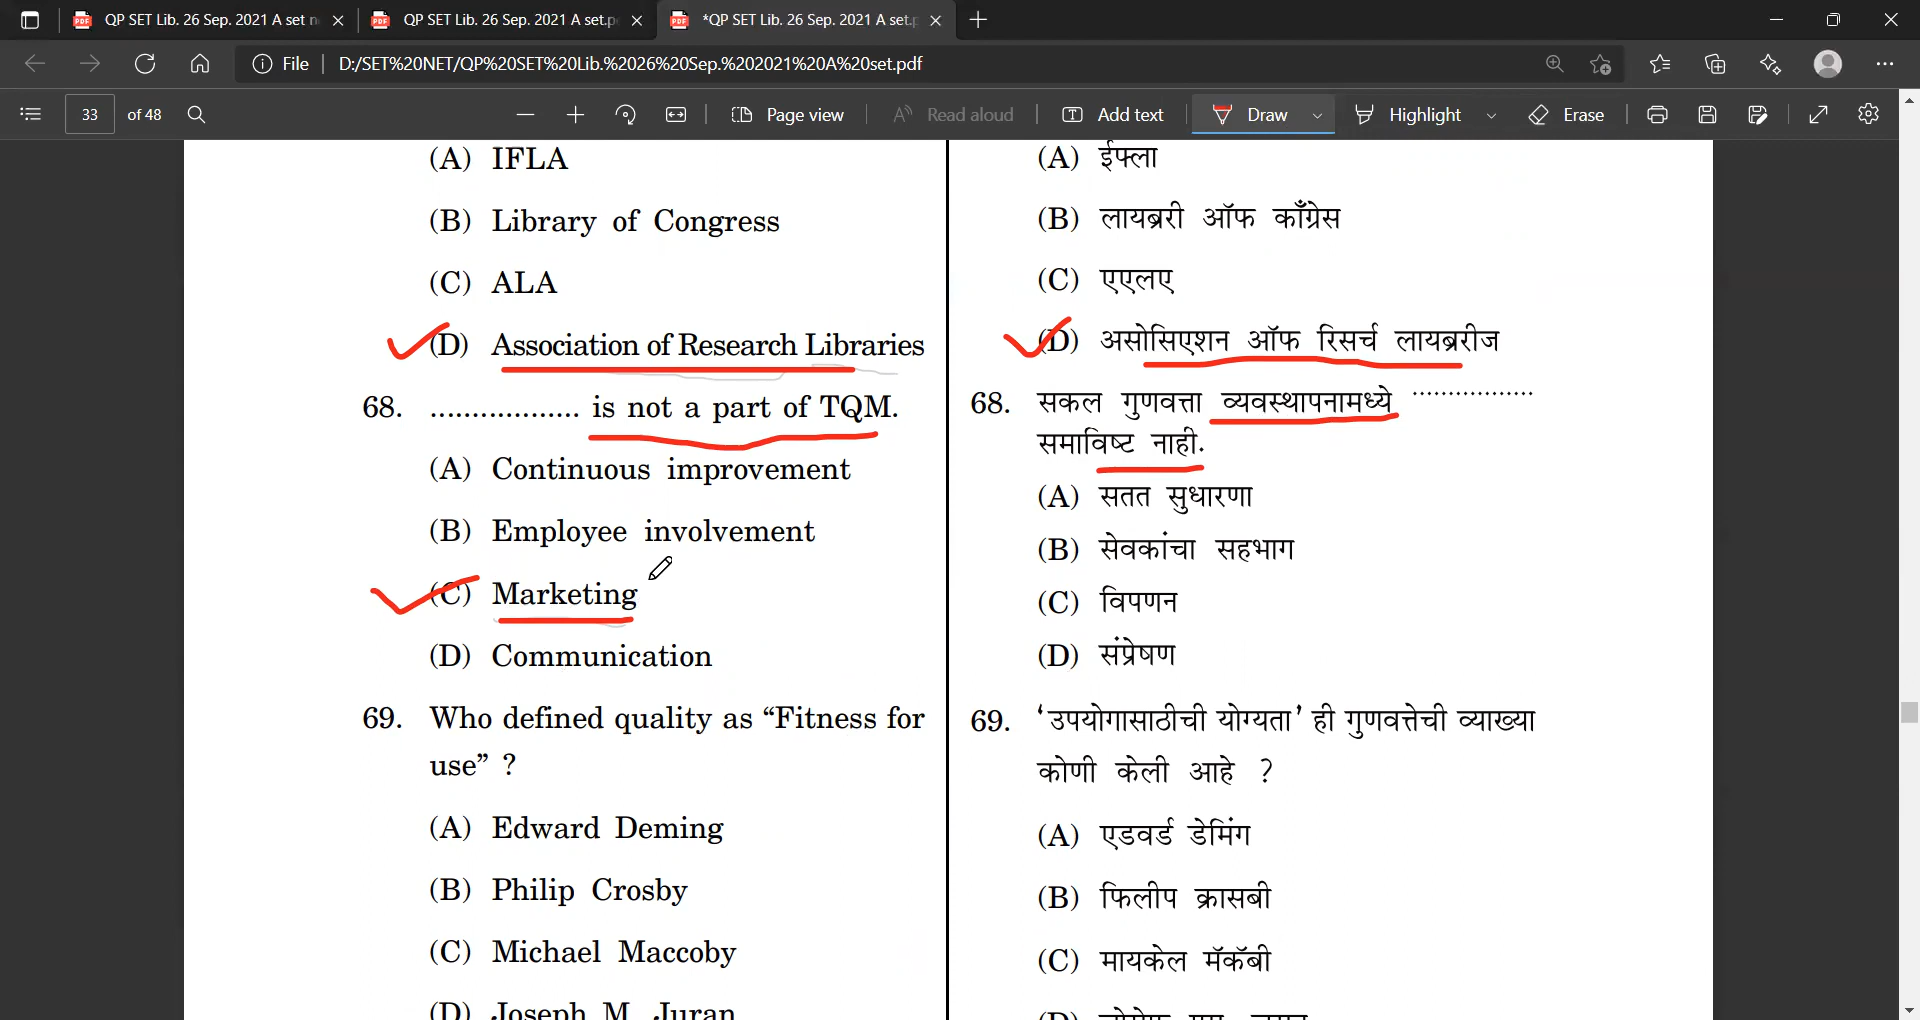 QP SET Lib. 26 Sep. 2021 A set n
QP SET Lib. 26 Sep. 2021 A set.p
*QP SET Lib. 26 Sep. 2021 A set.p
File
D:/SET%20NET/QP%20SET%20Lib.%2026%20Sep.%202021%20A%20set.pdf
33 of 48
Page view
Read aloud
Add text
Draw
Highlight
Erase
(A) IFLA
(B) Library of Congress
(C) ALA
(D) Association of Research Libraries
68. .................. is not a part of TQM.
(A) Continuous improvement
(B) Employee involvement
(C) Marketing
(D) Communication
69. Who defined quality as “Fitness for
use” ?
(A) Edward Deming
(B) Philip Crosby
(C) Michael Maccoby
(D) Joseph M. Juran
(A) ईफ्ला
(B) लायब्ररी ऑफ काँग्रेस
(C) एएलए
(D) असोसिएशन ऑफ रिसर्च लायब्ररीज
68. सकल गुणवत्ता व्यवस्थापनामध्ये .................
समाविष्ट नाही.
(A) सतत सुधारणा
(B) सेवकांचा सहभाग
(C) विपणन
(D) संप्रेषण
69. ‘उपयोगासाठीची योग्यता’ ही गुणवत्तेची व्याख्या
कोणी केली आहे ?
(A) एडवर्ड डेमिंग
(B) फिलीप क्रासबी
(C) मायकेल मॅकॅबी
(D)